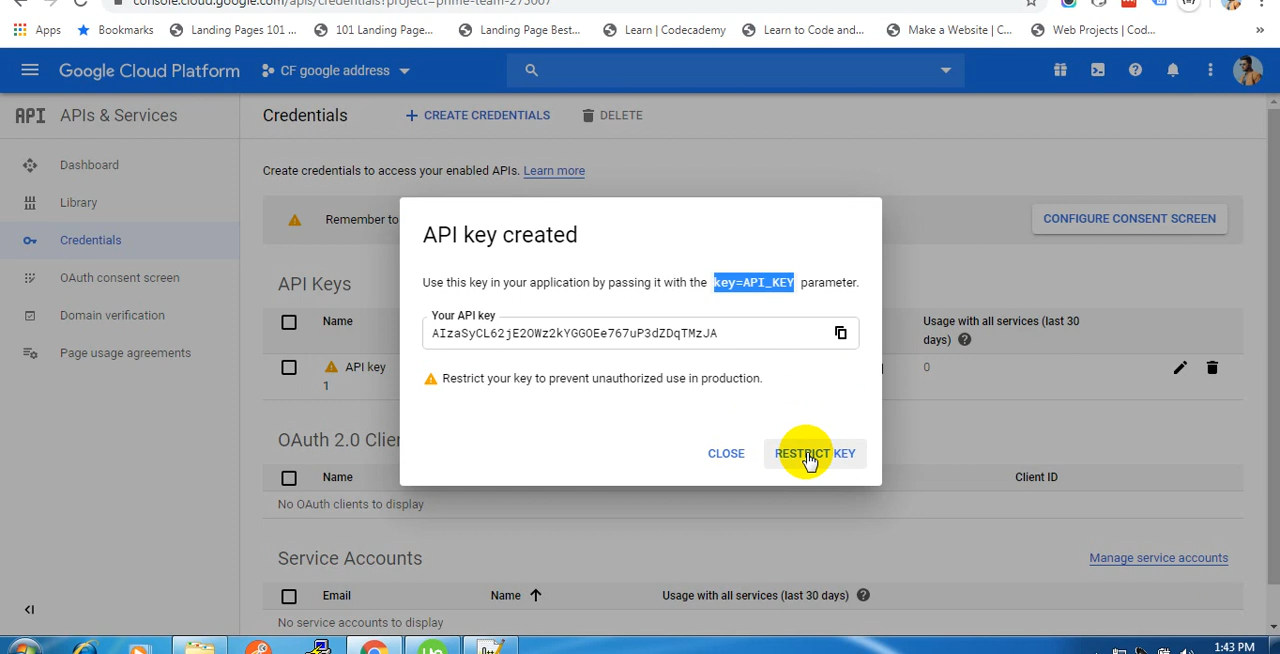 console.cloud.google.com/apis/credentials?project=prime-team-275607
Apps Bookmarks Landing Pages 101 ... 101 Landing Page... Landing Page Best... Learn | Codecademy Learn to Code and... Make a Website | C... Web Projects | Cod... »
Google Cloud Platform CF google address
API APIs & Services
Credentials + CREATE CREDENTIALS DELETE
Dashboard
Library
Credentials
OAuth consent screen
Domain verification
Page usage agreements
Create credentials to access your enabled APIs. Learn more
Remember to CONFIGURE CONSENT SCREEN
API key created
Use this key in your application by passing it with the key=API_KEY parameter.
Your API key
AIzaSyCL62jE2OWz2kYGGOEe767uP3dZDqTMzJA
Restrict your key to prevent unauthorized use in production.
CLOSE RESTRICT KEY
API Keys
Name Usage with all services (last 30
days)
API key 0
1
OAuth 2.0 Clie
Name Client ID
No OAuth clients to display
Service Accounts Manage service accounts
Email Name Usage with all services (last 30 days)
No service accounts to display
1:43 PM